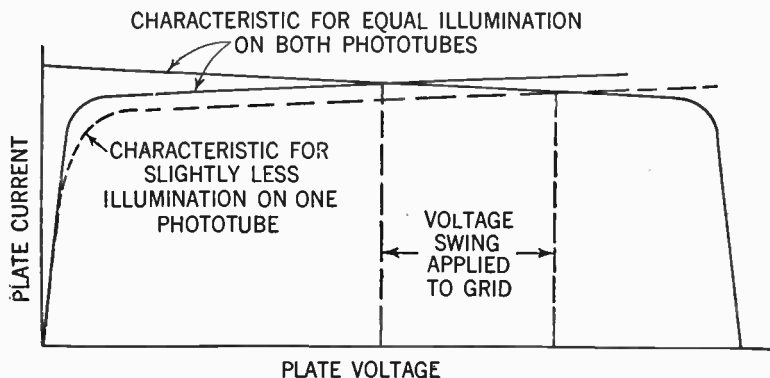 CHARACTERISTIC FOR EQUAL ILLUMINATION
ON BOTH PHOTOTUBES
CHARACTERISTIC FOR
SLIGHTLY LESS
ILLUMINATION ON ONE
PHOTOTUBE
VOLTAGE
SWING
APPLIED
TO GRID
PLATE CURRENT
PLATE VOLTAGE